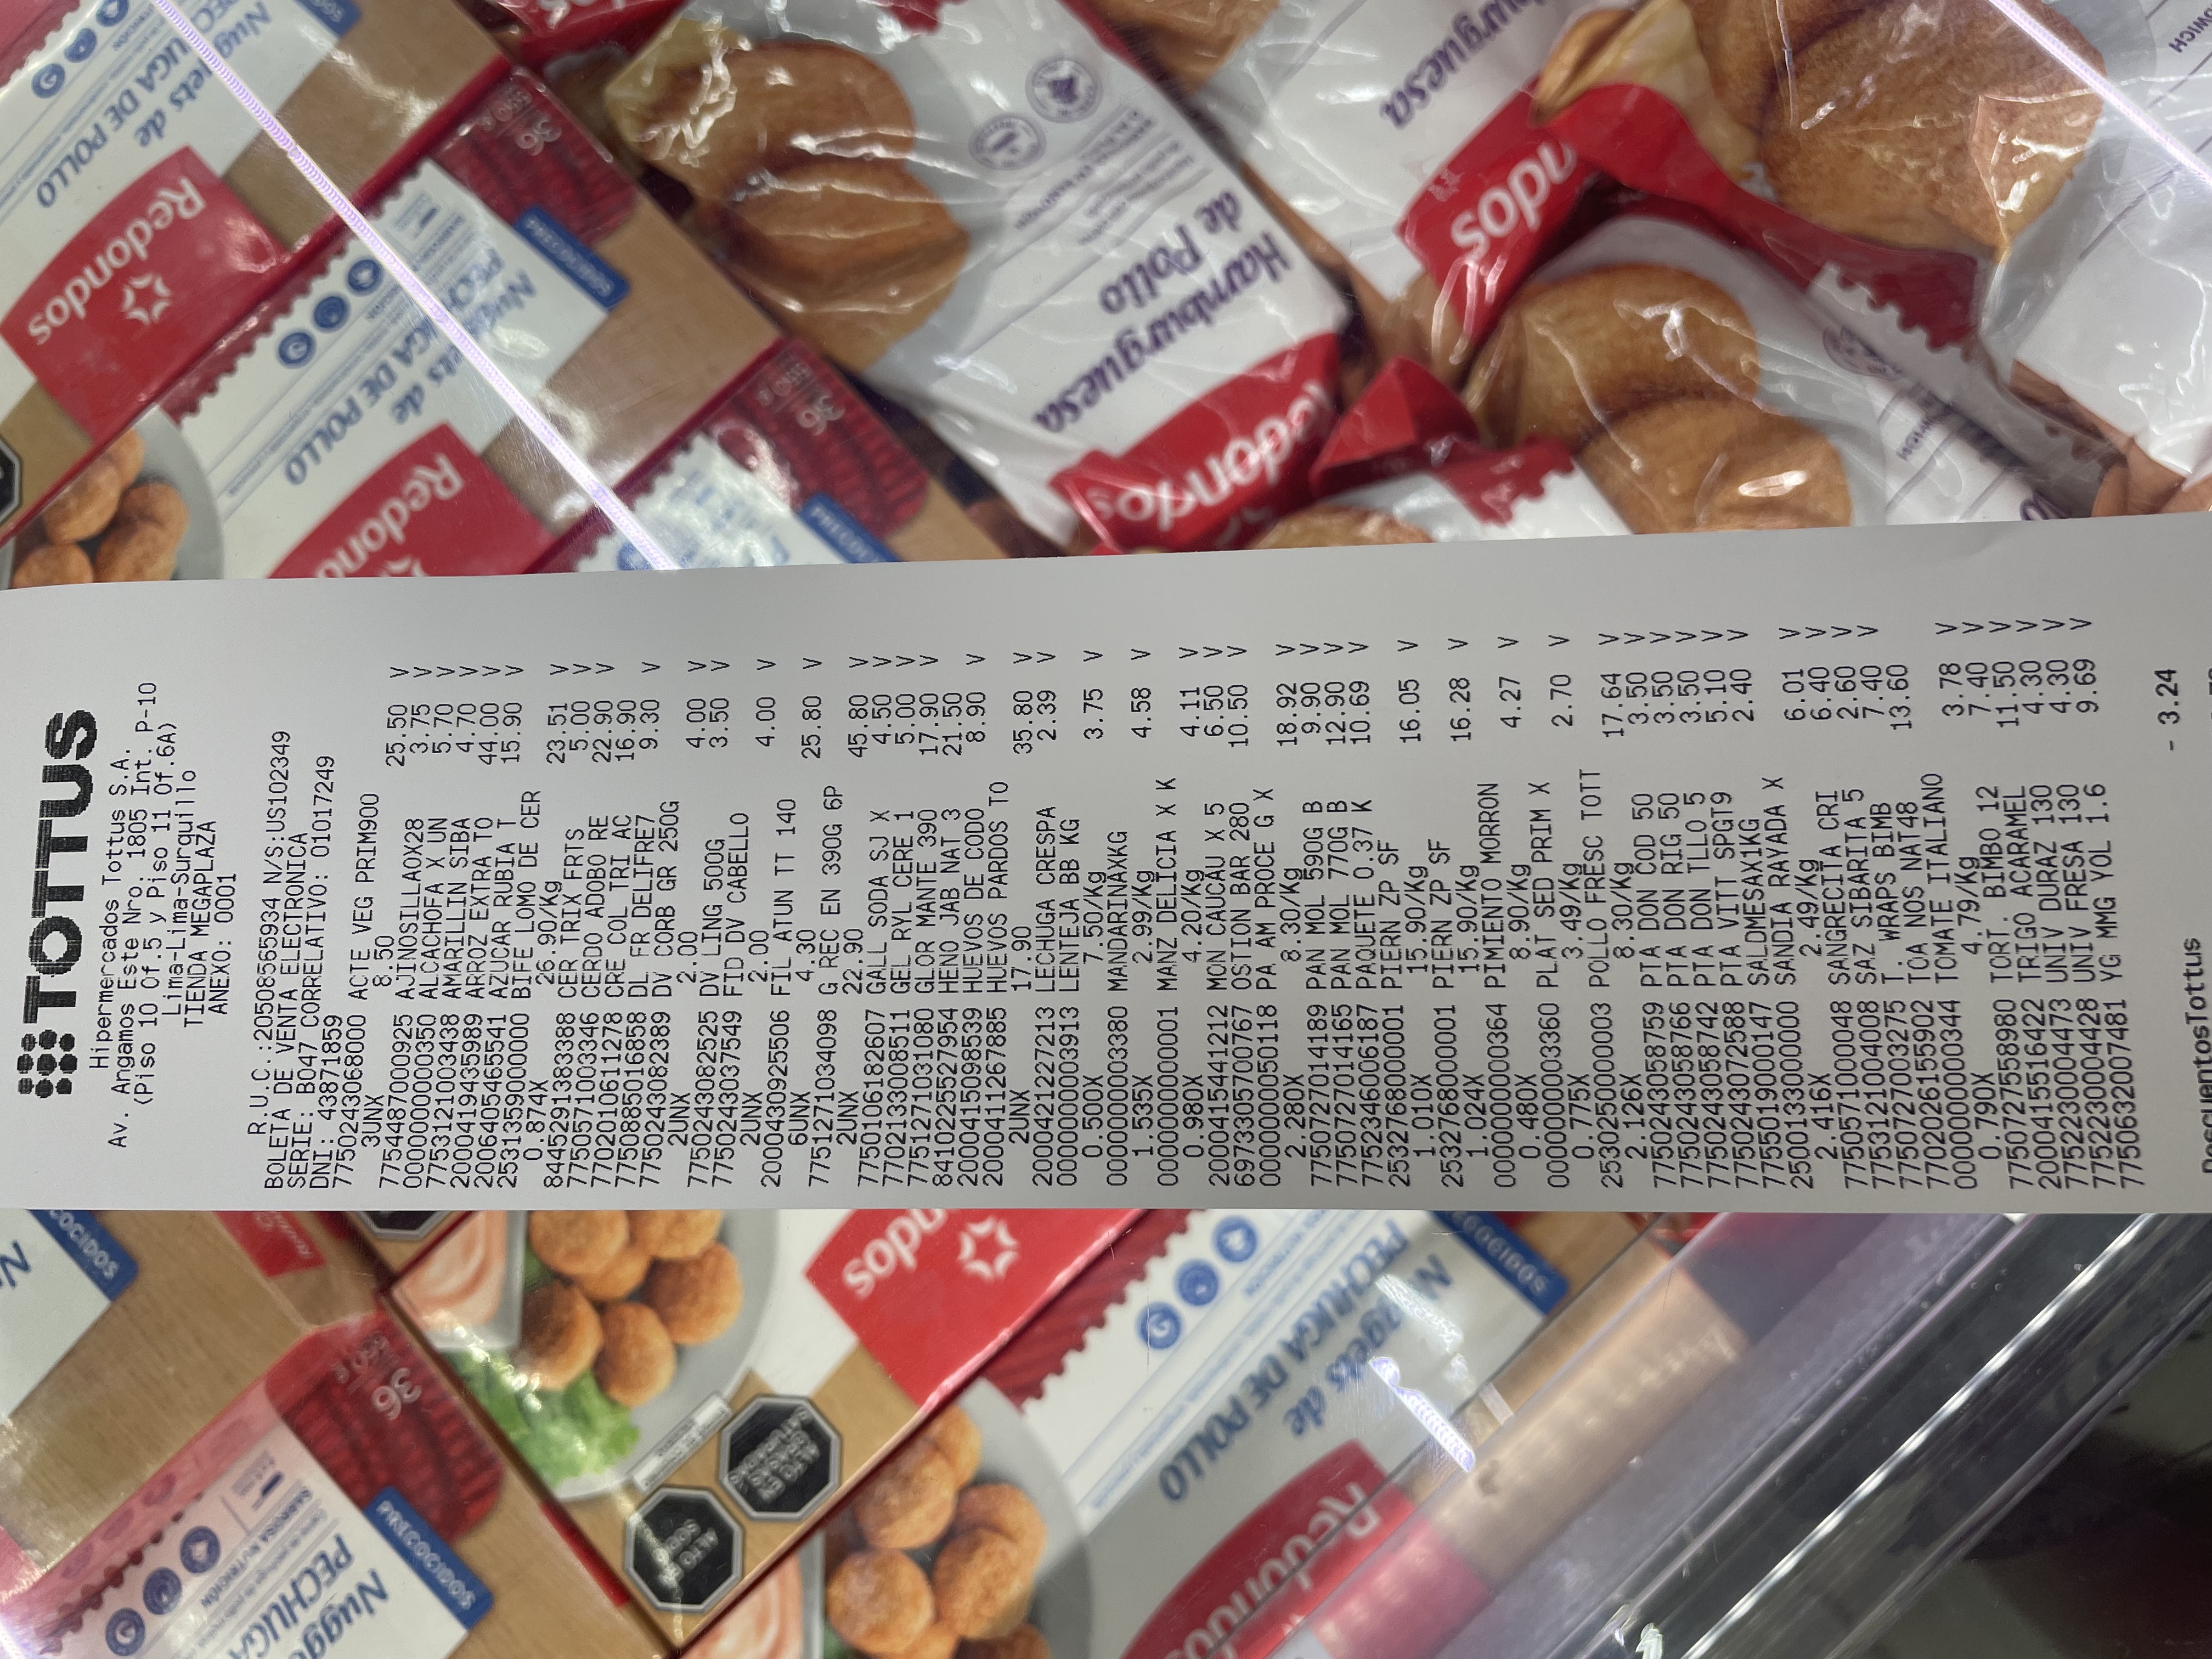 TOTTUS
Hipermercados Tottus S.A.
Av. Angamos Este Nro. 1805 Int. P-10
(Piso 10 Of.5 y Piso 11 Of.6A)
Lima-Lima-Surquillo
TIENDA MEGAPLAZA
ANEXO: 0001
R.U.C.:20508565934 N/S:US102349
BOLETA DE VENTA ELECTRONICA
SERIE: B047 CORRELATIVO: 01017249
DNI: 43871859
7750243068000 ACTE VEG PRIM900
3UNX 8.50 25.50 V
7754487000925 AJINOSILLAOX28 3.75 V
0000000000350 ALCACHOFA X UN 5.70 V
7753121003438 AMARILLIN SIBA 4.70 V
2000419435989 ARROZ EXTRA TO 44.00 V
2006405465541 AZUCAR RUBIA T 15.90 V
2531359000000 BIFE LOMO DE CER
0.874X 26.90/Kg 23.51 V
8445291383388 CER TRIX FRTS 5.00 V
7750571003346 CERDO ADOBO RE 22.90 V
7702010611278 CRE COL TRI AC 16.90
7750885016858 DL FR DELIFRE7 9.30 V
7750243082389 DV CORB GR 250G
2UNX 2.00 4.00 V
7750243082525 DV LING 500G 3.50 V
7750243037549 FID DV CABELLO
2UNX 2.00 4.00 V
2000430925506 FIL ATUN TT 140
6UNX 4.30 25.80 V
7751271034098 G REC EN 390G 6P
2UNX 22.90 45.80 V
7750106182607 GALL SODA SJ X 4.50 V
7702133008511 GEL RYL CERE 1 5.00 V
7751271031080 GLOR MANTE 390 17.90 V
8410225527954 HENO JAB NAT 3 21.50
2000415098539 HUEVOS DE CODO 8.90 V
2000411267885 HUEVOS PARDOS TO
2UNX 17.90 35.80 V
2000421227213 LECHUGA CRESPA 2.39 V
0000000003913 LENTEJA BB KG
0.500X 7.50/Kg 3.75 V
0000000003380 MANDARINAXKG
1.535X 2.99/Kg 4.58 V
0000000000001 MANZ DELICIA X K
0.980X 4.20/Kg 4.11 V
2000415441212 MON CAUCAU X 5 6.50 V
6973305700767 OSTION BAR 280 10.50 V
0000000050118 PA AM PROCE G X
2.280X 8.30/Kg 18.92 V
7750727014189 PAN MOL 590G B 9.90 V
7750727014165 PAN MOL 770G B 12.90 V
7752346006187 PAQUETE 0.37 K 10.69 V
2532768000001 PIERN ZP SF
1.010X 15.90/Kg 16.05 V
2532768000001 PIERN ZP SF
1.024X 15.90/Kg 16.28 V
0000000000364 PIMIENTO MORRON
0.480X 8.90/Kg 4.27 V
0000000003360 PLAT SED PRIM X
0.775X 3.49/Kg 2.70 V
2530250000003 POLLO FRESC TOTT
2.126X 8.30/Kg 17.64 V
7750243058759 PTA DON COD 50 3.50 V
7750243058766 PTA DON RIG 50 3.50 V
7750243058742 PTA DON TLLO 5 3.50 V
7750243072588 PTA VITT SPGT9 5.10 V
7755019000147 SALDMESAX1KG 2.40 V
2500133000000 SANDIA RAYADA X
2.416X 2.49/Kg 6.01 V
7750571000048 SANGRECITA CRI 6.40 V
7753121004008 SAZ SIBARITA 5 2.60 V
7750727003275 T. WRAPS BIMB 7.40 V
7702026155902 TOA NOS NAT48 13.60
0000000000344 TOMATE ITALIANO
0.790X 4.79/Kg 3.78 V
7750727558980 TORT. BIMBO 12 7.40 V
2000415516422 TRIGO ACARAMEL 11.50 V
7752230004473 UNIV DURAZ 130 4.30 V
7752230004428 UNIV FRESA 130 4.30 V
7750632007481 YG MMG YOL 1.6 9.69 V
- 3.24
DescuentosTottus
Redondos
Nuggets de
PECHUGA DE POLLO
PRECOCIDOS
36
Hamburguesa
de Pollo
Redondos